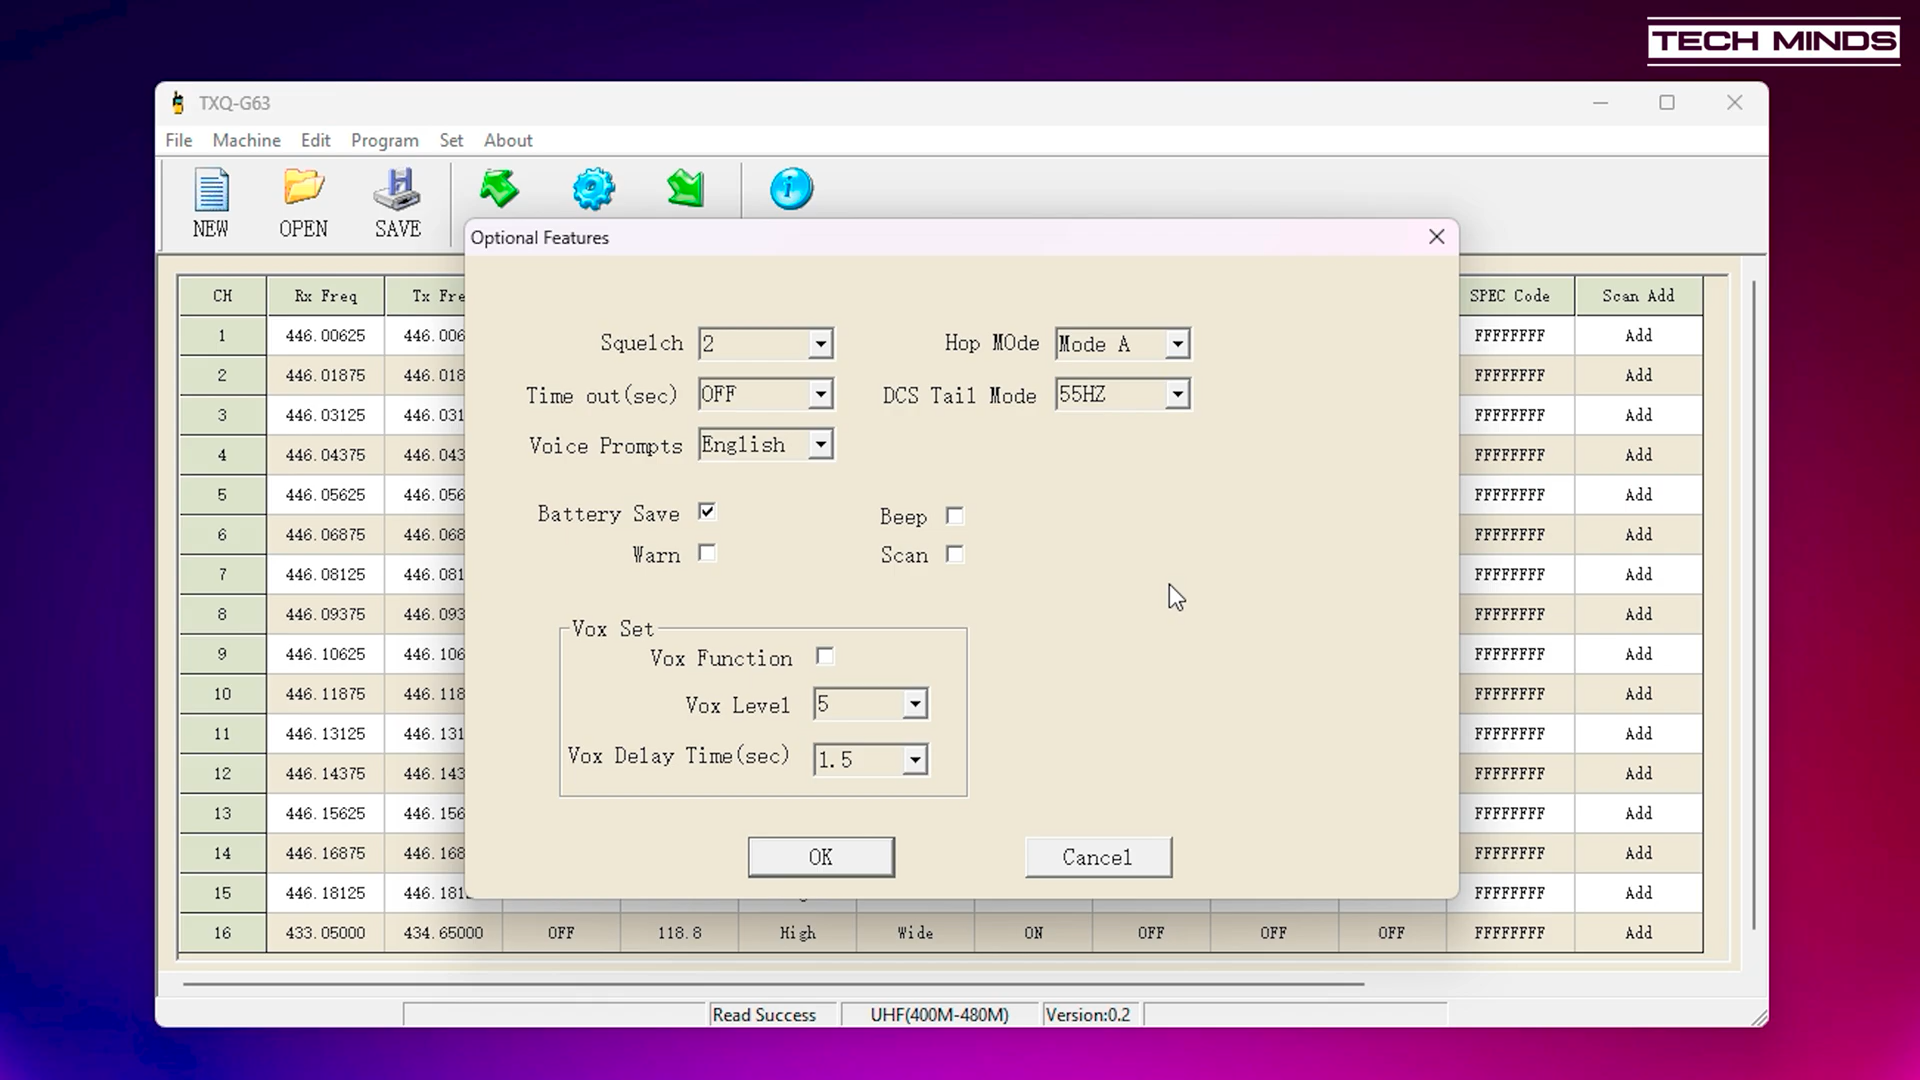 TECH MINDS
TXQ-G63
File Machine Edit Program Set About
NEW OPEN SAVE
Optional Features
CH Rx Freq Tx Fre SPEC Code Scan Add
Squelch 2 Hop MOde Mode A
Time out(sec) OFF DCS Tail Mode 55HZ
Voice Prompts English
Battery Save Beep
Warn Scan
Vox Set
Vox Function
Vox Level 5
Vox Delay Time(sec) 1.5
OK Cancel
1 446.00625 446.006 FFFFFFFF Add
2 446.01875 446.018 FFFFFFFF Add
3 446.03125 446.031 FFFFFFFF Add
4 446.04375 446.043 FFFFFFFF Add
5 446.05625 446.056 FFFFFFFF Add
6 446.06875 446.068 FFFFFFFF Add
7 446.08125 446.081 FFFFFFFF Add
8 446.09375 446.093 FFFFFFFF Add
9 446.10625 446.106 FFFFFFFF Add
10 446.11875 446.118 FFFFFFFF Add
11 446.13125 446.131 FFFFFFFF Add
12 446.14375 446.143 FFFFFFFF Add
13 446.15625 446.156 FFFFFFFF Add
14 446.16875 446.168 FFFFFFFF Add
15 446.18125 446.181 FFFFFFFF Add
16 433.05000 434.65000 OFF 118.8 High Wide ON OFF OFF OFF FFFFFFFF Add
Read Success UHF(400M-480M) Version:0.2